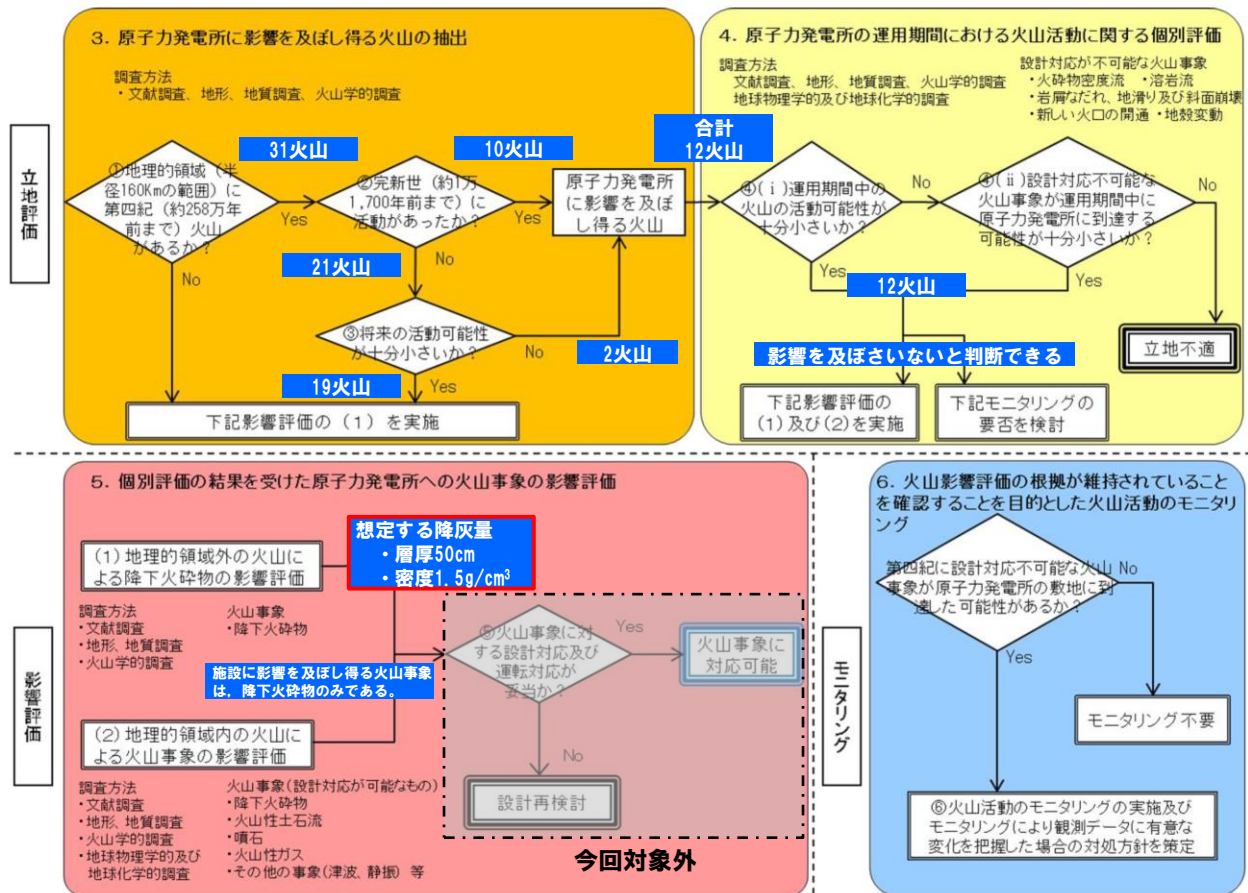 3．原子力発電所に影響を及ぼし得る火山の抽出
調査方法
・文献調査、地形、地質調査、火山学的調査
立地評価
31火山
10火山
①地理的領域（半
径160Kmの範囲）に
第四紀（約258万年
前まで）火山
があるか？
Yes
No
②完新世（約1万
1,700年前まで）に
活動があったか？
Yes
No
原子力発電所
に影響を及ぼ
し得る火山
21火山
③将来の活動可能性
が十分小さいか？
No
2火山
19火山
Yes
下記影響評価の（1）を実施
4．原子力発電所の運用期間における火山活動に関する個別評価
調査方法
文献調査、地形、地質調査、火山学的調査
地球物理学的及び地球化学的調査
設計対応が不可能な火山事象
・火砕物密度流　・溶岩流
・岩屑なだれ、地滑り及び斜面崩壊
・新しい火口の開通・地殻変動
合計
12火山
④(ⅰ)運用期間中の
火山の活動可能性が
十分小さいか？
No
Yes
④(ⅱ)設計対応不可能な
火山事象が運用期間中に
原子力発電所に到達する
可能性が十分小さいか？
No
Yes
12火山
影響を及ぼさいないと判断できる
立地不適
下記影響評価の
(1)及び(2)を実施
下記モニタリングの
要否を検討
影響評価
5．個別評価の結果を受けた原子力発電所への火山事象の影響評価
(1)地理的領域外の火山に
よる降下火砕物の影響評価
想定する降灰量
・層厚50cm
・密度1.5g/cm³
調査方法
・文献調査
・地形、地質調査
・火山学的調査
火山事象
・降下火砕物
施設に影響を及ぼし得る火山事象
は，降下火砕物のみである。
⑤火山事象に対
する設計対応及び
運転対応が
妥当か？
Yes
火山事象に
対応可能
No
設計再検討
今回対象外
(2)地理的領域内の火山に
よる火山事象の影響評価
調査方法
・文献調査
・地形、地質調査
・火山学的調査
・地球物理学的及び
地球化学的調査
火山事象(設計対応が可能なもの)
・降下火砕物
・火山性土石流
・噴石
・火山性ガス
・その他の事象(津波、静振）等
モニタリング
6．火山影響評価の根拠が維持されていること
を確認することを目的とした火山活動のモニタ
リング
第四紀に設計対応不可能な火山
事象が原子力発電所の敷地に到
達した可能性があるか？
No
Yes
モニタリング不要
⑥火山活動のモニタリングの実施及び
モニタリングにより観測データに有意な
変化を把握した場合の対処方針を策定